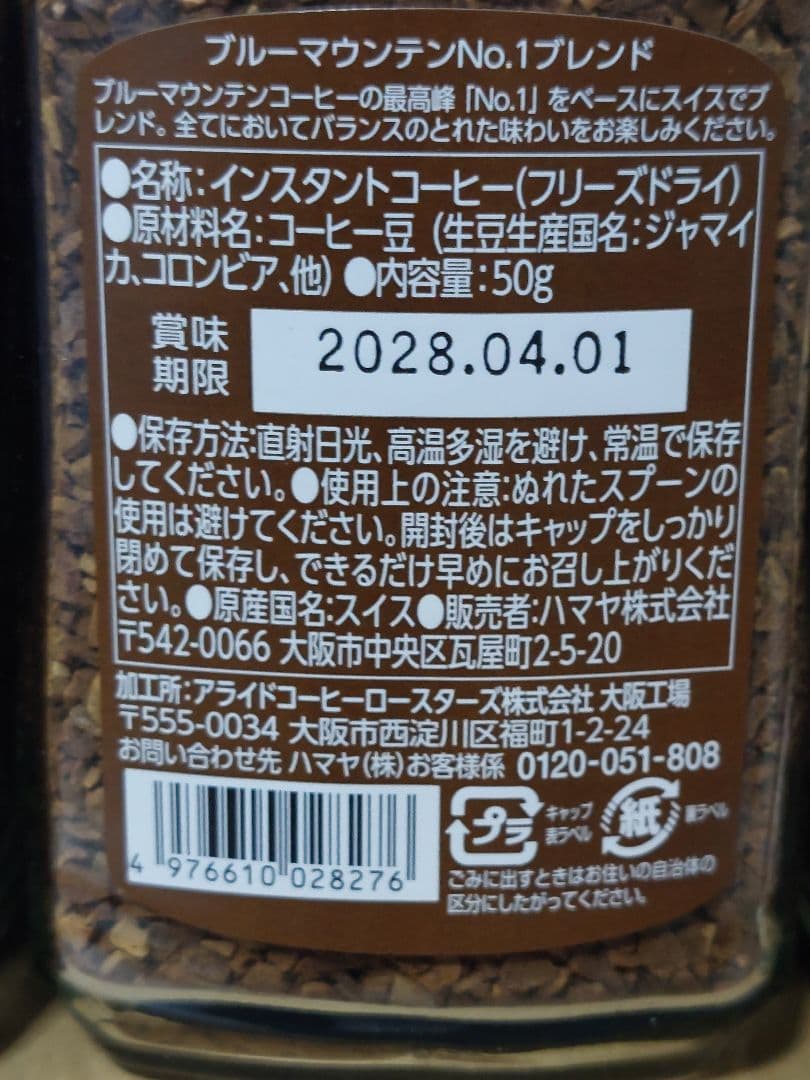 ブルーマウンテンNo.1ブレンド
ブルーマウンテンコーヒーの最高峰「No.1」をベースにスイスでブ
レンド。全てにおいてバランスのとれた味わいをお楽しみください。
●名称:インスタントコーヒー(フリーズドライ)
●原材料名:コーヒー豆(生豆生産国名:ジャマイ
カ、コロンビア、他) ●内容量:50g
賞味
期限
2028.04.01
●保存方法:直射日光、高温多湿を避け、常温で保存
してください。●使用上の注意:ぬれたスプーンの
使用は避けてください。開封後はキャップをしっかり
閉めて保存し、できるだけ早めにお召し上がりくだ
さい。●原産国名:スイス●販売者:ハマヤ株式会社
〒542-0066 大阪市中央区瓦屋町2-5-20
加工所:アライドコーヒーロースターズ株式会社 大阪工場
〒555-0034 大阪市西淀川区福町1-2-24
お問い合わせ先 ハマヤ(株)お客様係 0120-051-808
プラ
キャップ
表ラベル
紙
裏ラベル
ごみに出すときはお住いの自治体の
区分にしたがってください。
4 976610 028276